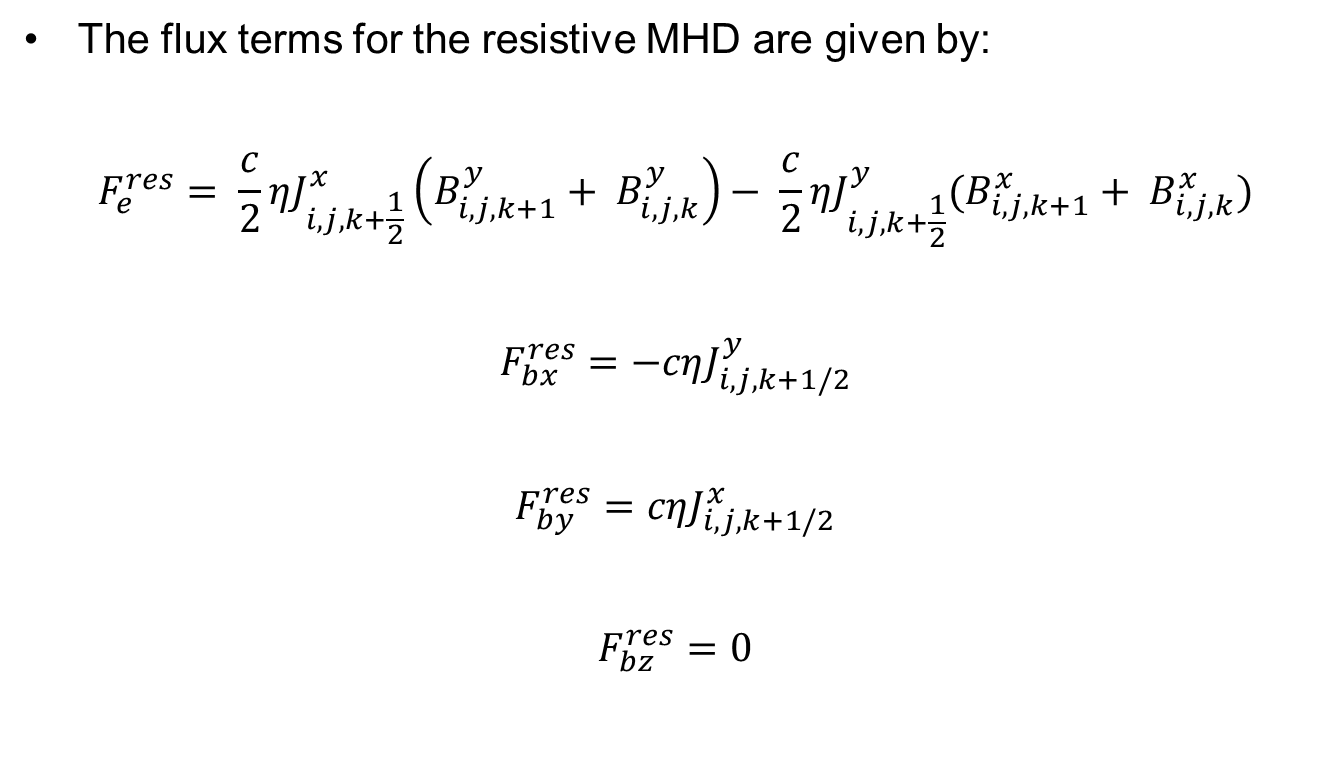 • The flux terms for the resistive MHD are given by:
$F_e^{res} = \frac{c}{2}\eta J^x_{i,j,k+\frac{1}{2}}\left(B^y_{i,j,k+1} + B^y_{i,j,k}\right) - \frac{c}{2}\eta J^y_{i,j,k+\frac{1}{2}}(B^x_{i,j,k+1} + B^x_{i,j,k})$
$F_{bx}^{res} = -c\eta J^y_{i,j,k+1/2}$
$F_{by}^{res} = c\eta J^x_{i,j,k+1/2}$
$F_{bz}^{res} = 0$